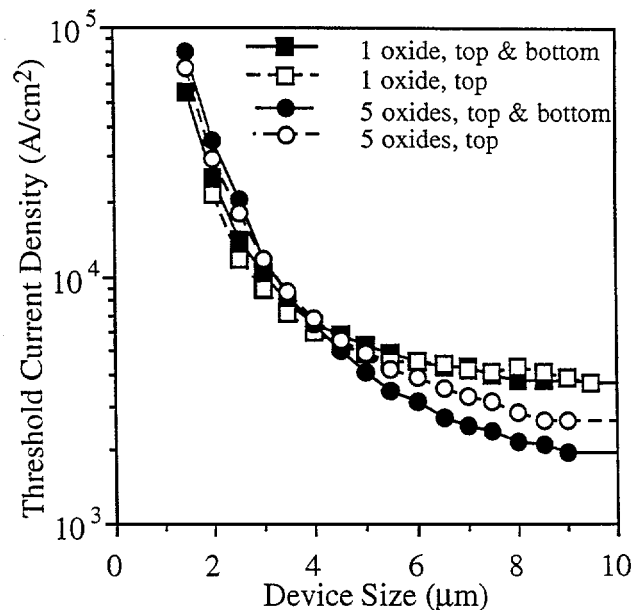 10^5
1 oxide, top & bottom
1 oxide, top
5 oxides, top & bottom
5 oxides, top
Threshold Current Density (A/cm^2)
10^4
10^3
0 2 4 6 8 10
Device Size (μm)